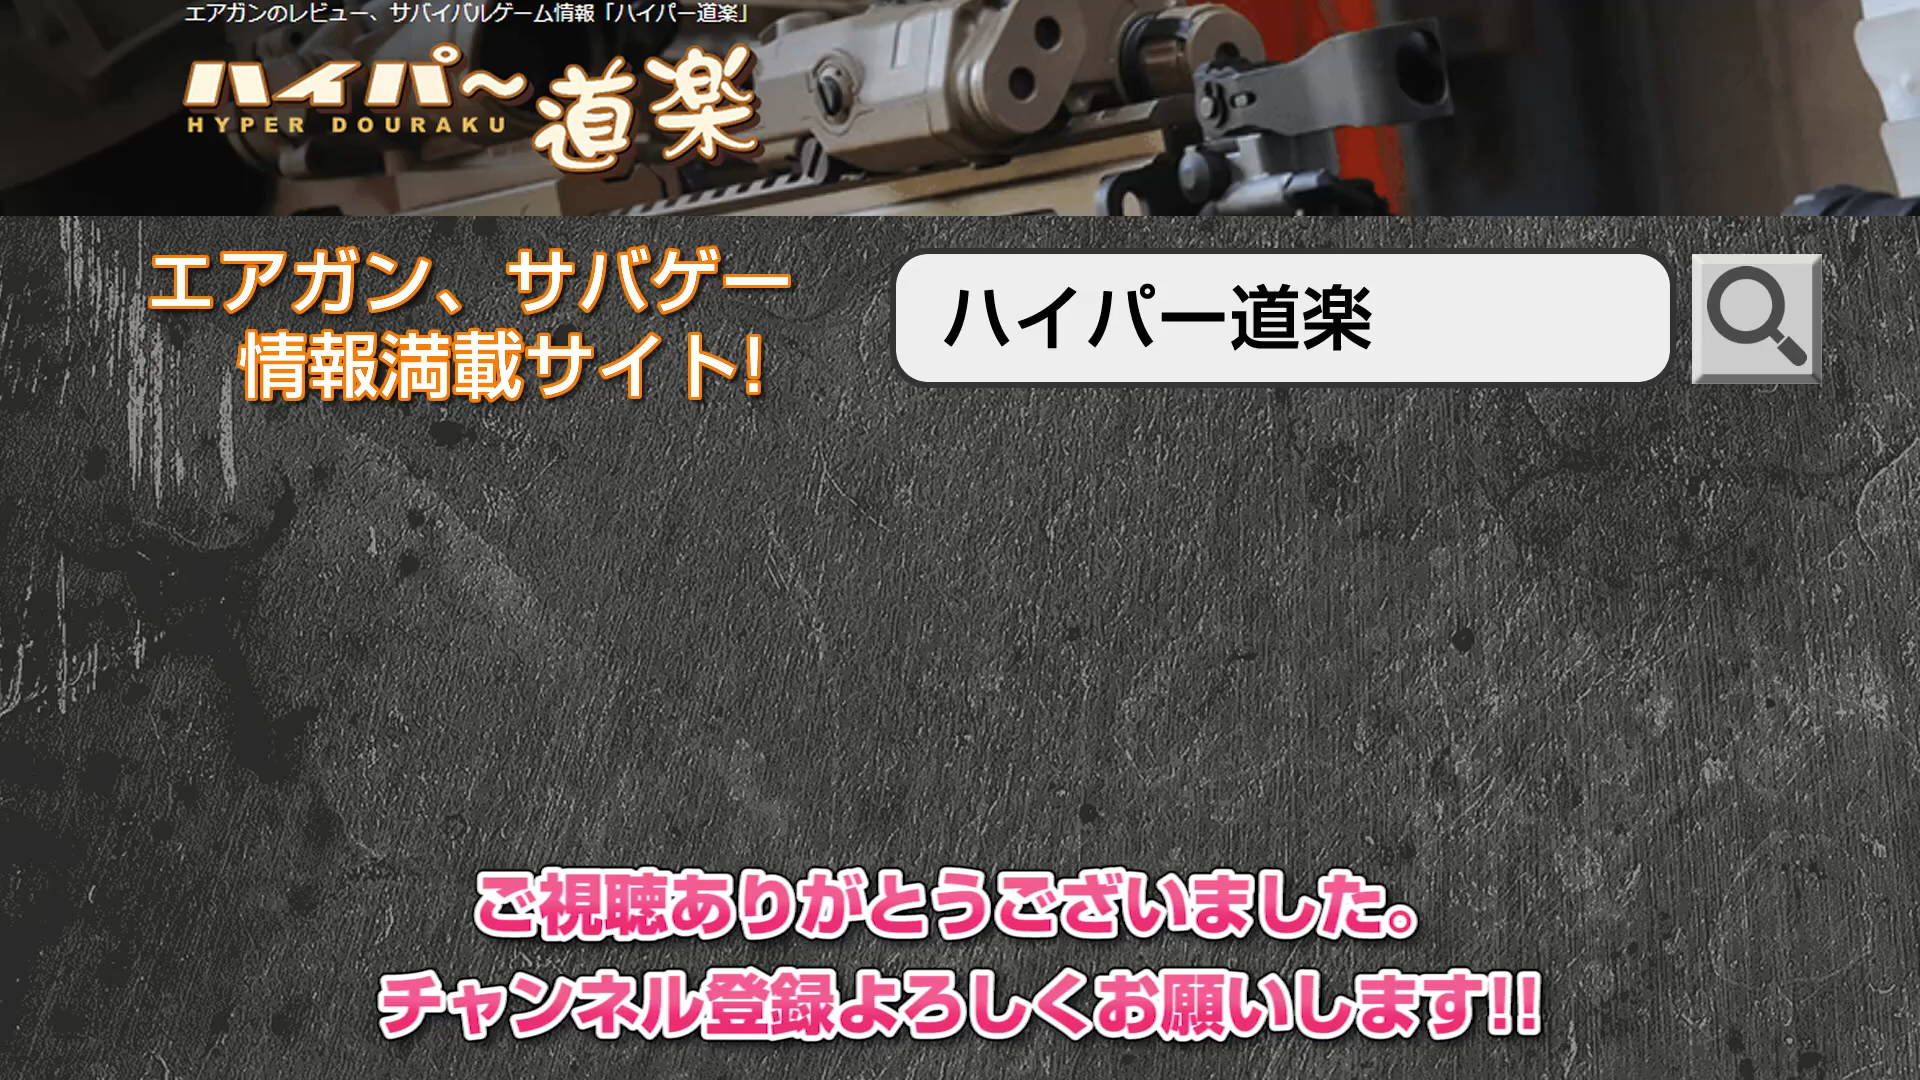 エアガンのレビュー、サバイバルゲーム情報「ハイパー道楽」
ハイパ～道楽
HYPER DOURAKU
エアガン、サバゲー
情報満載サイト!
ハイパー道楽
ご視聴ありがとうございました。
チャンネル登録よろしくお願いします!!